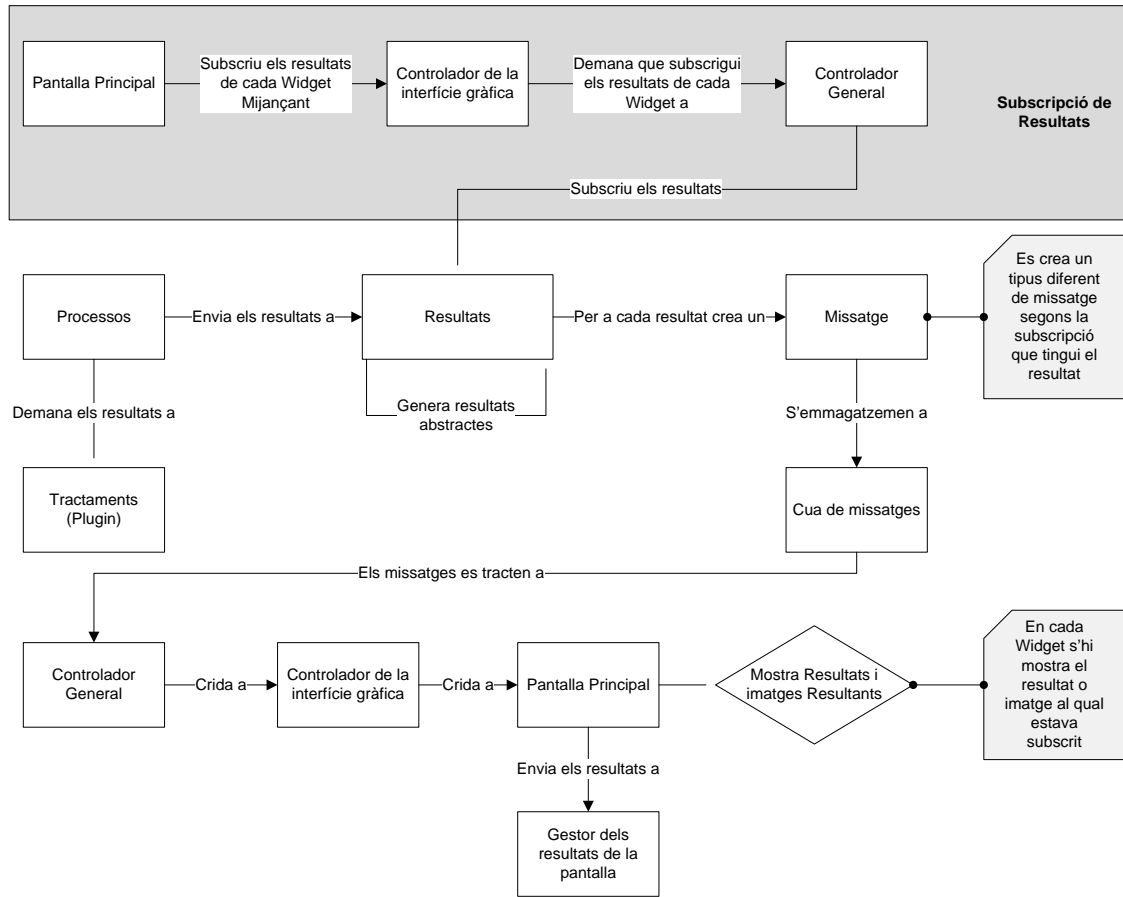 Pantalla Principal
Subscriu els resultats
de cada Widget
Mijançant
Controlador de la
interfície gràfica
Demana que subscrigui
els resultats de cada
Widget a
Controlador
General
Subscripció de
Resultats
Subscriu els resultats
Processos
Envia els resultats a
Resultats
Per a cada resultat crea un
Missatge
Es crea un
tipus diferent
de missatge
segons la
subscripció
que tingui el
resultat
Genera resultats
abstractes
Demana els resultats a
S'emmagatzemen a
Tractaments
(Plugin)
Cua de missatges
Els missatges es tracten a
Controlador
General
Crida a
Controlador de la
interfície gràfica
Crida a
Pantalla Principal
Mostra Resultats i
imatges Resultants
En cada
Widget s'hi
mostra el
resultat o
imatge al qual
estava
subscrit
Envia els resultats a
Gestor dels
resultats de la
pantalla